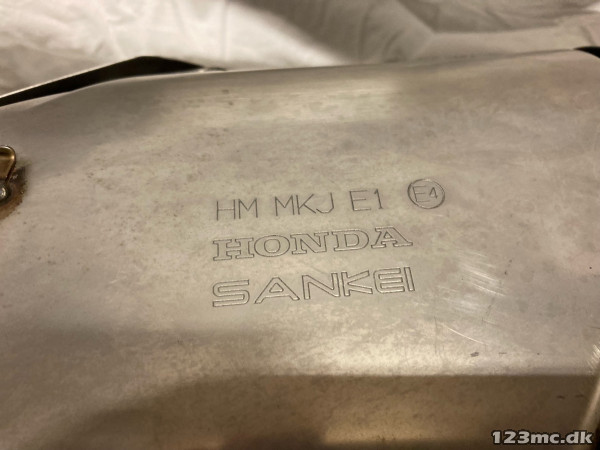 HM MKJ E1 E4
HONDA
SANKEI
123mc.dk